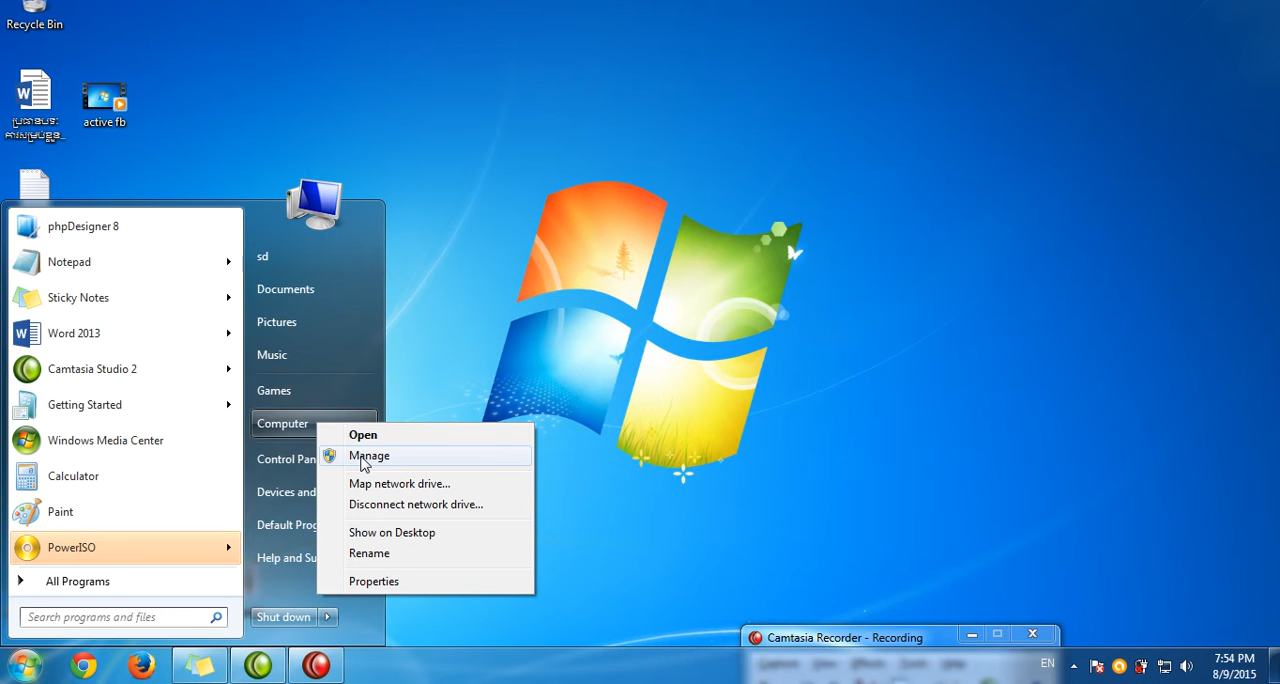 Recycle Bin
active fb
phpDesigner 8
Notepad
Sticky Notes
Word 2013
Camtasia Studio 2
Getting Started
Windows Media Center
Calculator
Paint
PowerISO
All Programs
Search programs and files
sd
Documents
Pictures
Music
Games
Computer
Control Pan
Devices and
Default Prog
Help and Su
Shut down
Open
Manage
Map network drive...
Disconnect network drive...
Show on Desktop
Rename
Properties
Camtasia Recorder - Recording
EN
7:54 PM
8/9/2015